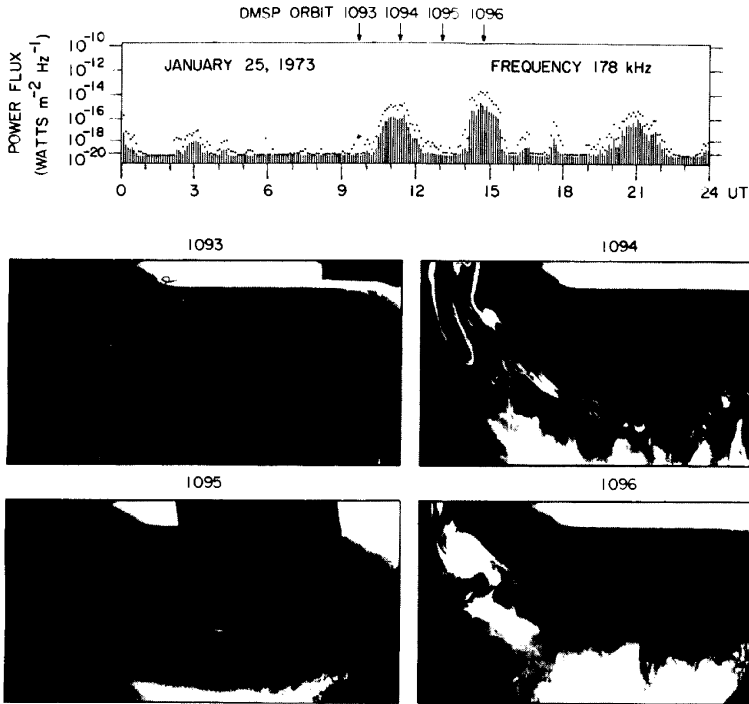 DMSP ORBIT 1093 1094 1095 1096
JANUARY 25, 1973 FREQUENCY 178 kHz
POWER FLUX
(WATTS m⁻² Hz⁻¹)
10⁻¹⁰
10⁻¹²
10⁻¹⁴
10⁻¹⁶
10⁻¹⁸
10⁻²⁰
0 3 6 9 12 15 18 21 24 UT
1093 1094
1095 1096